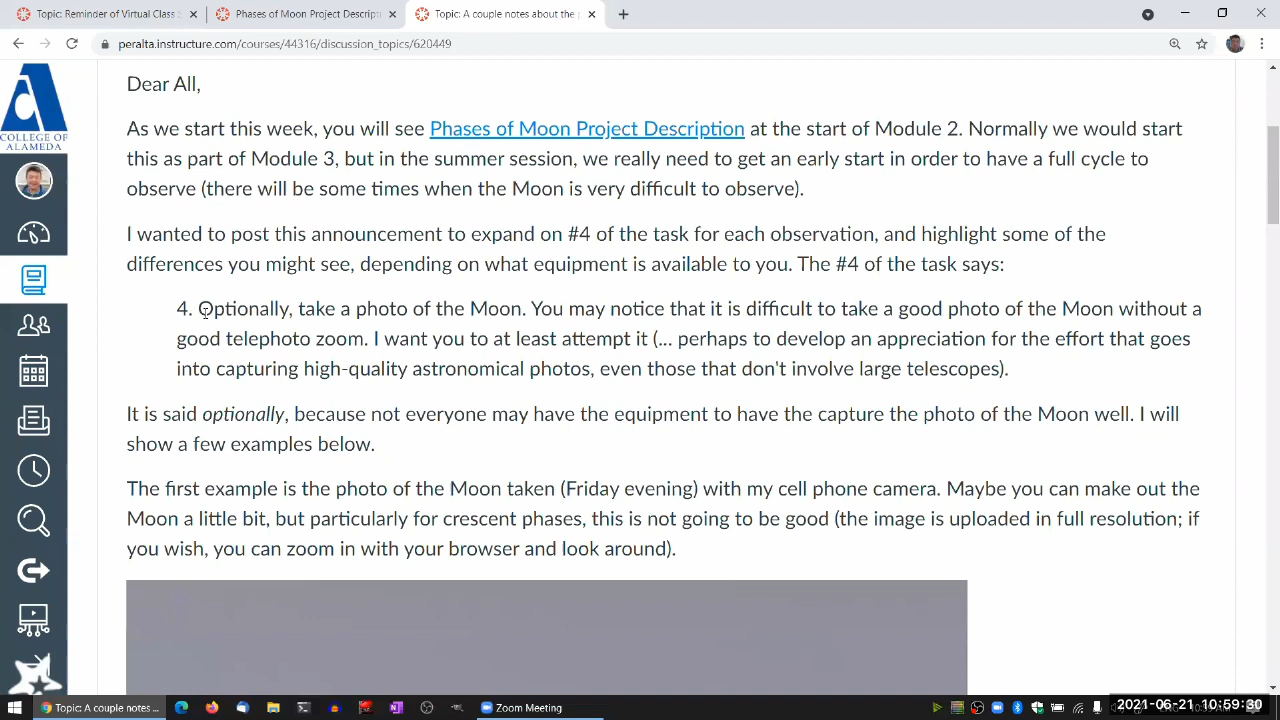 Topic: Reminder of Virtual Class S
Phases of Moon Project Descripti
Topic: A couple notes about the p
peralta.instructure.com/courses/44316/discussion_topics/620449
COLLEGE OF
ALAMEDA
Dear All,
As we start this week, you will see Phases of Moon Project Description at the start of Module 2. Normally we would start
this as part of Module 3, but in the summer session, we really need to get an early start in order to have a full cycle to
observe (there will be some times when the Moon is very difficult to observe).
I wanted to post this announcement to expand on #4 of the task for each observation, and highlight some of the
differences you might see, depending on what equipment is available to you. The #4 of the task says:
4. Optionally, take a photo of the Moon. You may notice that it is difficult to take a good photo of the Moon without a
good telephoto zoom. I want you to at least attempt it (... perhaps to develop an appreciation for the effort that goes
into capturing high-quality astronomical photos, even those that don't involve large telescopes).
It is said optionally, because not everyone may have the equipment to have the capture the photo of the Moon well. I will
show a few examples below.
The first example is the photo of the Moon taken (Friday evening) with my cell phone camera. Maybe you can make out the
Moon a little bit, but particularly for crescent phases, this is not going to be good (the image is uploaded in full resolution; if
you wish, you can zoom in with your browser and look around).
Topic: A couple notes ...
Zoom Meeting
2021-06-21 10:59:30